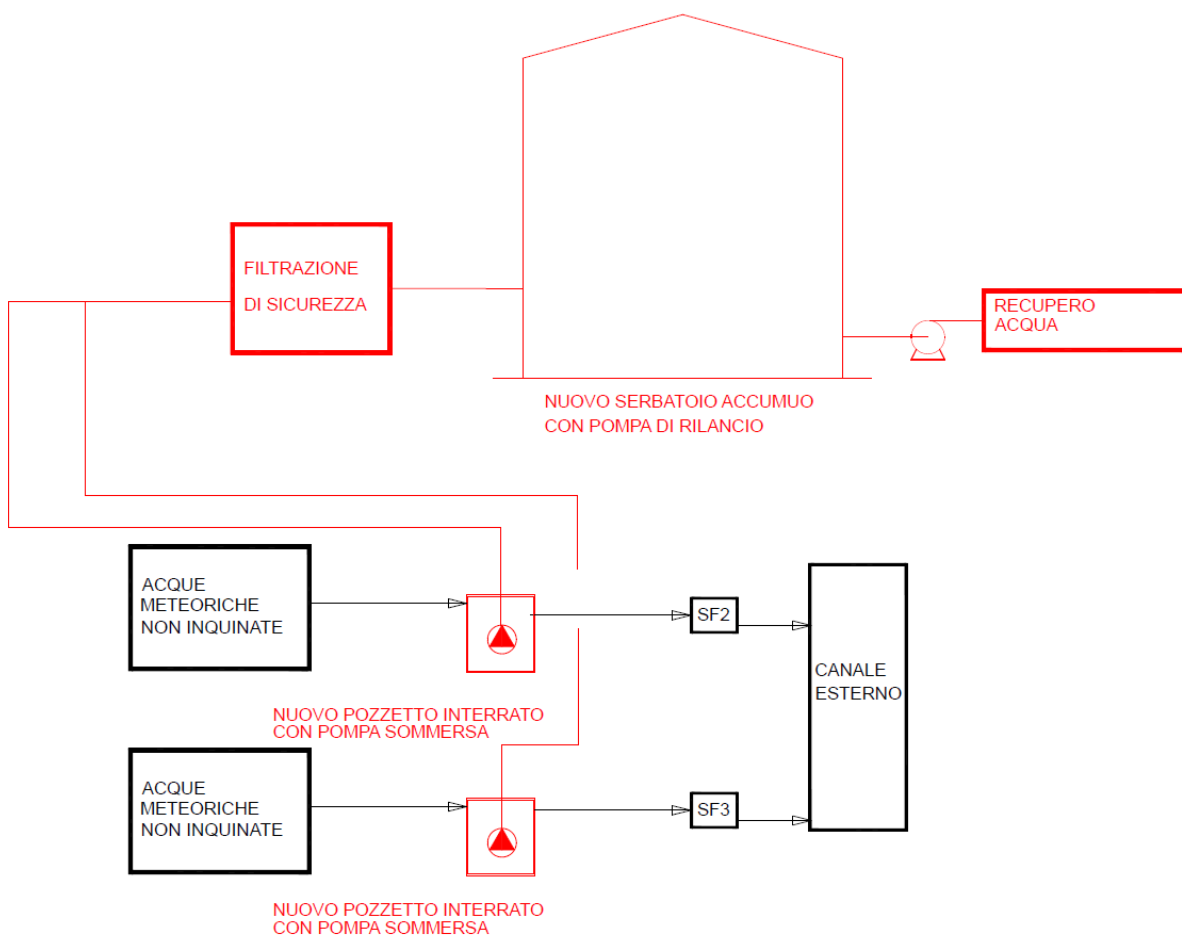 FILTRAZIONE
DI SICUREZZA
RECUPERO
ACQUA
NUOVO SERBATOIO ACCUMUO
CON POMPA DI RILANCIO
ACQUE
METEORICHE
NON INQUINATE
SF2
CANALE
ESTERNO
NUOVO POZZETTO INTERRATO
CON POMPA SOMMERSA
ACQUE
METEORICHE
NON INQUINATE
SF3
NUOVO POZZETTO INTERRATO
CON POMPA SOMMERSA